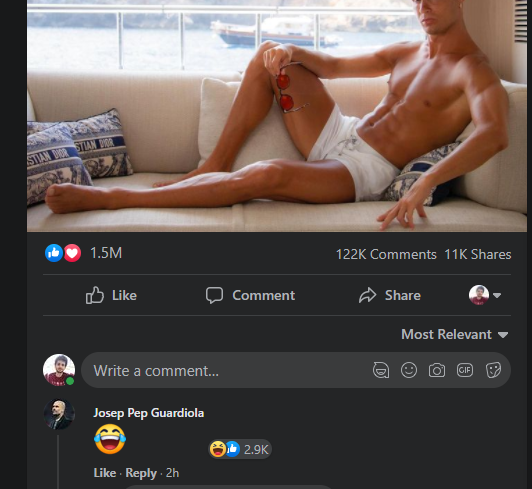 STIAN DIOR
STIAN DIOR
1.5M
122K Comments 11K Shares
Like
Comment
Share
Most Relevant
Write a comment...
GIF
Josep Pep Guardiola
2.9K
Like · Reply · 2h